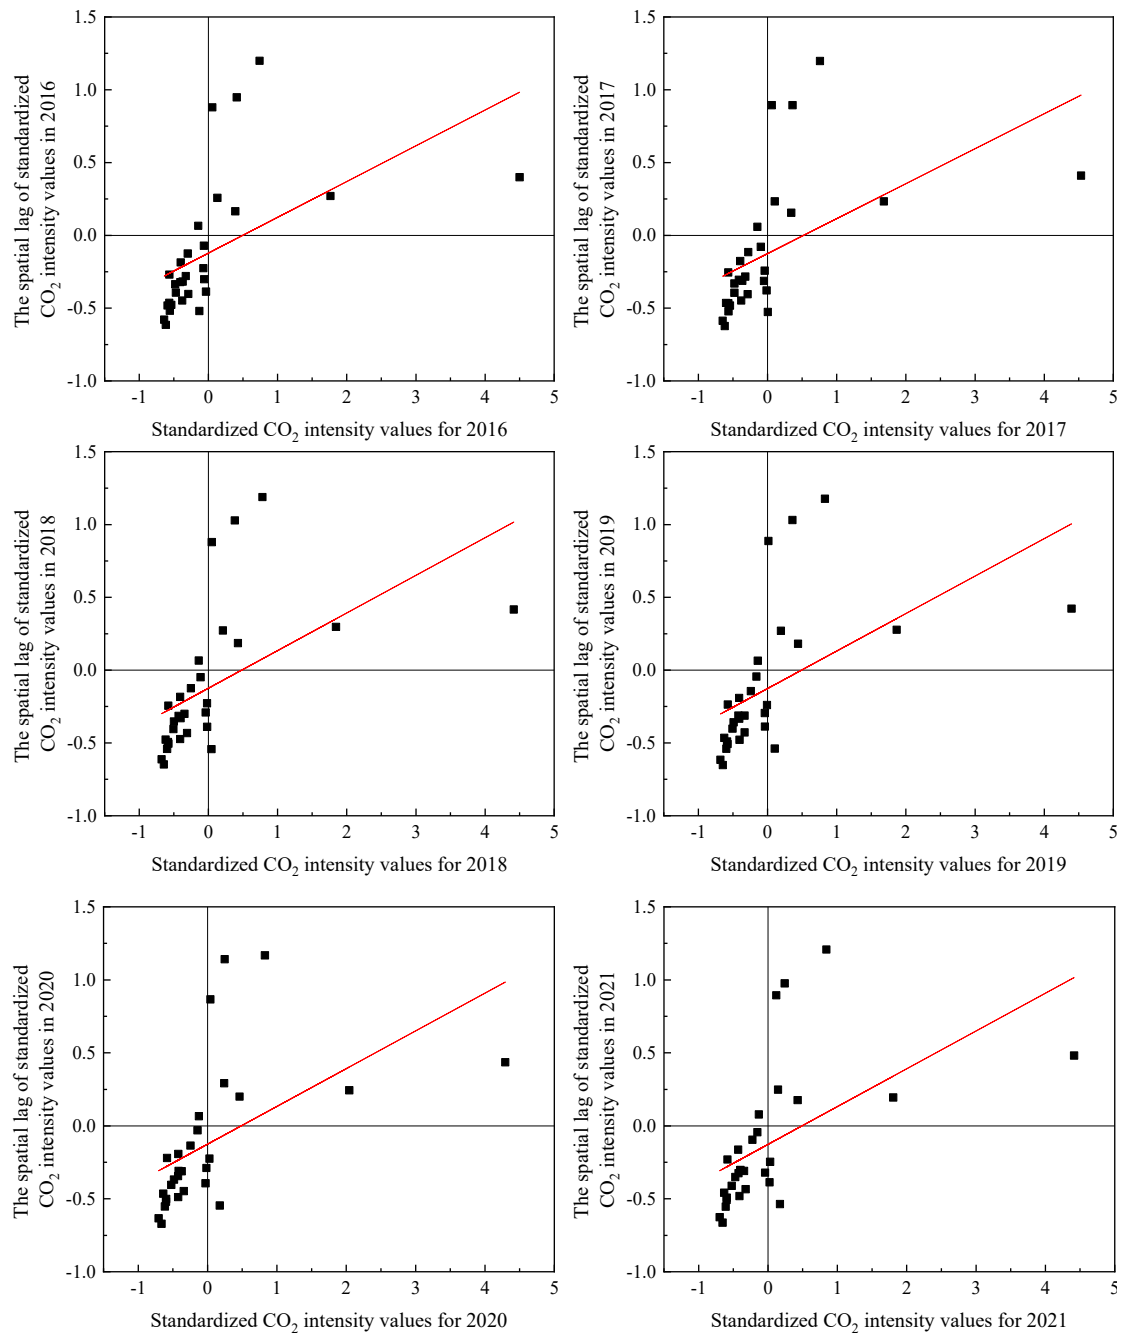 1.5
1.0
0.5
0.0
-0.5
-1.0
-1 0 1 2 3 4 5
The spatial lag of standardized
CO2 intensity values in 2016
Standardized CO2 intensity values for 2016
1.5
1.0
0.5
0.0
-0.5
-1.0
-1 0 1 2 3 4 5
The spatial lag of standardized
CO2 intensity values in 2017
Standardized CO2 intensity values for 2017
1.5
1.0
0.5
0.0
-0.5
-1.0
-1 0 1 2 3 4 5
The spatial lag of standardized
CO2 intensity values in 2018
Standardized CO2 intensity values for 2018
1.5
1.0
0.5
0.0
-0.5
-1.0
-1 0 1 2 3 4 5
The spatial lag of standardized
CO2 intensity values in 2019
Standardized CO2 intensity values for 2019
1.5
1.0
0.5
0.0
-0.5
-1.0
-1 0 1 2 3 4 5
The spatial lag of standardized
CO2 intensity values in 2020
Standardized CO2 intensity values for 2020
1.5
1.0
0.5
0.0
-0.5
-1.0
-1 0 1 2 3 4 5
The spatial lag of standardized
CO2 intensity values in 2021
Standardized CO2 intensity values for 2021